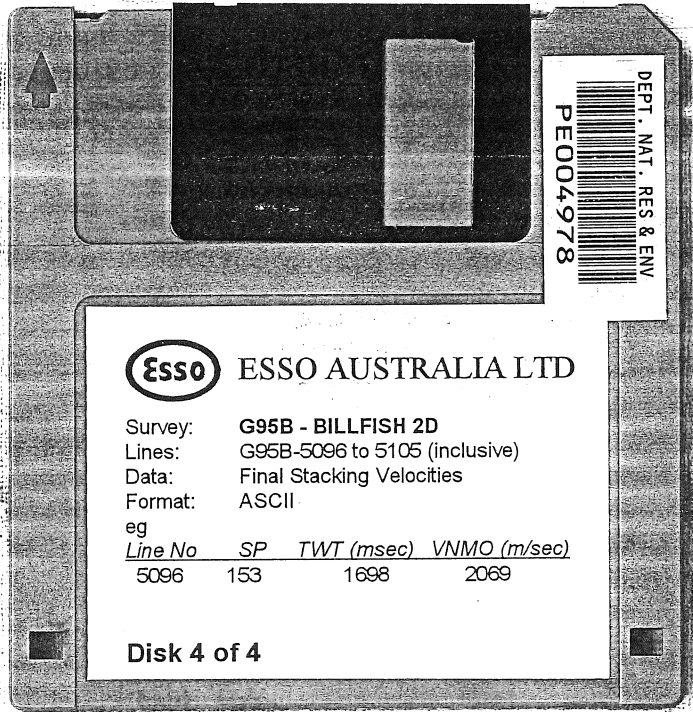 DEPT. NAT. RES & ENV
PE004978
Esso
ESSO AUSTRALIA LTD
Survey: G95B - BILLFISH 2D
Lines: G95B-5096 to 5105 (inclusive)
Data: Final Stacking Velocities
Format: ASCII
eg
Line No SP TWT (msec) VNMO (m/sec)
5096 153 1698 2069
Disk 4 of 4